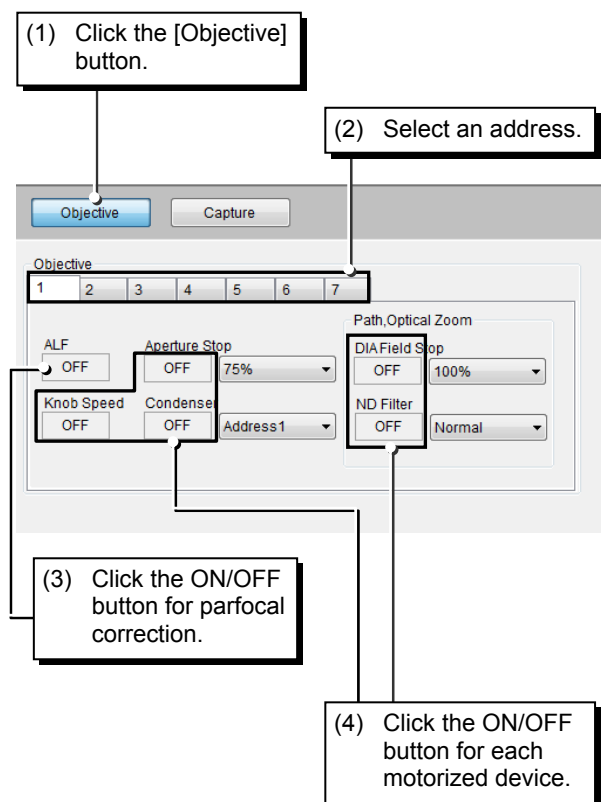 (1) Click the [Objective]
button.
(2) Select an address.
Objective Capture
Objective
1 2 3 4 5 6 7
Path,Optical Zoom
ALF Aperture Stop DIA Field Stop
OFF OFF 75% OFF 100%
Knob Speed Condenser ND Filter
OFF OFF Address1 OFF Normal
(3) Click the ON/OFF
button for parfocal
correction.
(4) Click the ON/OFF
button for each
motorized device.